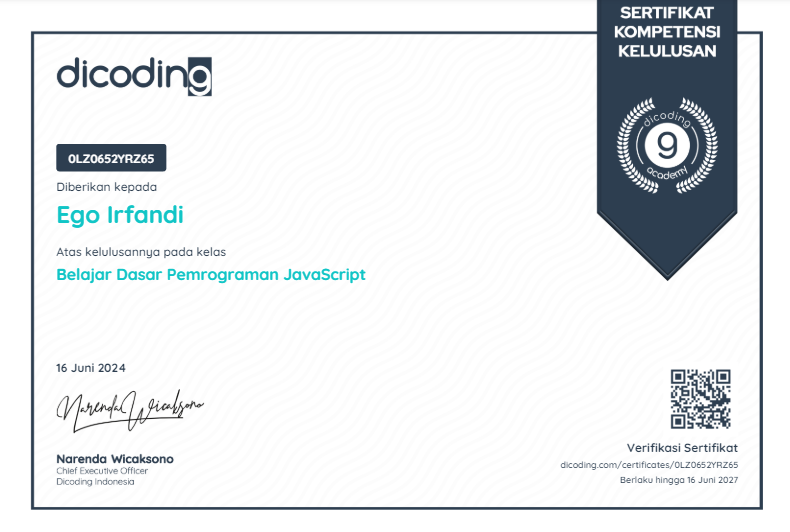 SERTIFIKAT
KOMPETENSI
KELULUSAN
dicoding
dicoding
9
academy
0LZ0652YRZ65
Diberikan kepada
Ego Irfandi
Atas kelulusannya pada kelas
Belajar Dasar Pemrograman JavaScript
16 Juni 2024
Narenda Wicaksono
Narenda Wicaksono
Chief Executive Officer
Dicoding Indonesia
Verifikasi Sertifikat
dicoding.com/certificates/0LZ0652YRZ65
Berlaku hingga 16 Juni 2027